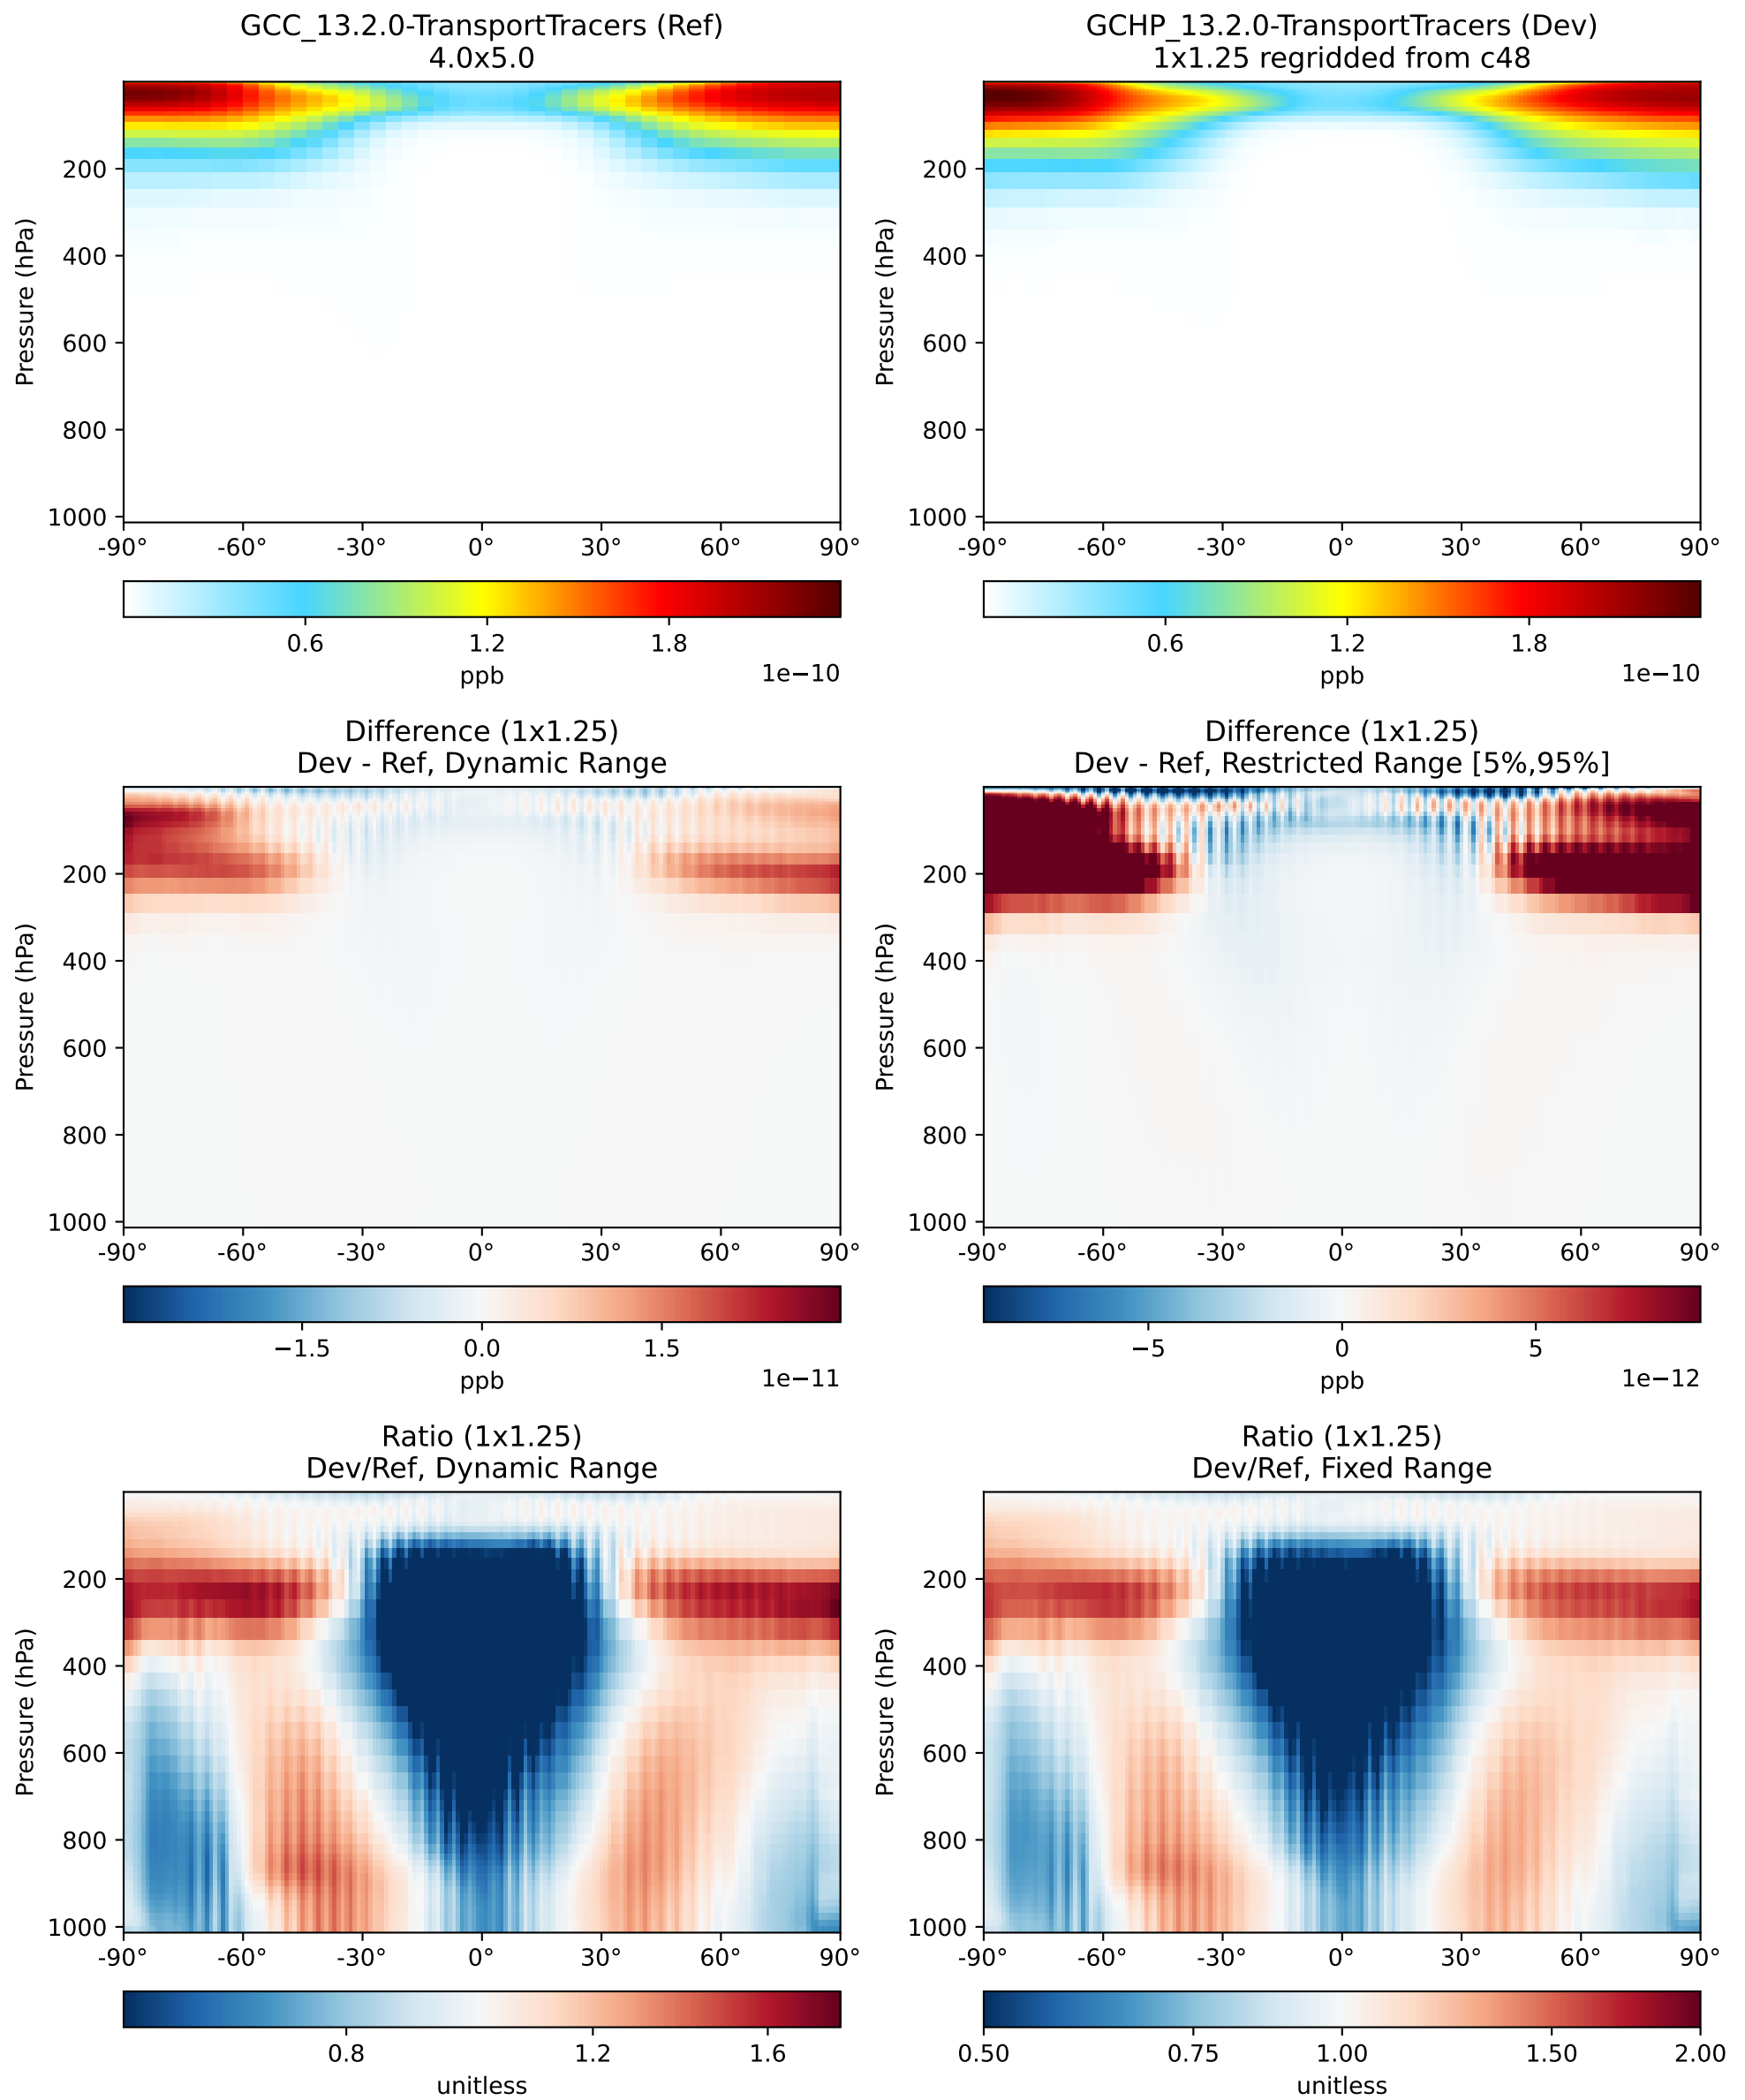 GCC_13.2.0-TransportTracers (Ref)
4.0x5.0
Pressure (hPa)
200
400
600
800
1000
-90° -60° -30° 0° 30° 60° 90°
0.6 1.2 1.8
ppb
1e−10
GCHP_13.2.0-TransportTracers (Dev)
1x1.25 regridded from c48
Pressure (hPa)
200
400
600
800
1000
-90° -60° -30° 0° 30° 60° 90°
0.6 1.2 1.8
ppb
1e−10
Difference (1x1.25)
Dev - Ref, Dynamic Range
Pressure (hPa)
200
400
600
800
1000
-90° -60° -30° 0° 30° 60° 90°
−1.5 0.0 1.5
ppb
1e−11
Difference (1x1.25)
Dev - Ref, Restricted Range [5%,95%]
Pressure (hPa)
200
400
600
800
1000
-90° -60° -30° 0° 30° 60° 90°
−5 0 5
ppb
1e−12
Ratio (1x1.25)
Dev/Ref, Dynamic Range
Pressure (hPa)
200
400
600
800
1000
-90° -60° -30° 0° 30° 60° 90°
0.8 1.2 1.6
unitless
Ratio (1x1.25)
Dev/Ref, Fixed Range
Pressure (hPa)
200
400
600
800
1000
-90° -60° -30° 0° 30° 60° 90°
0.50 0.75 1.00 1.50 2.00
unitless